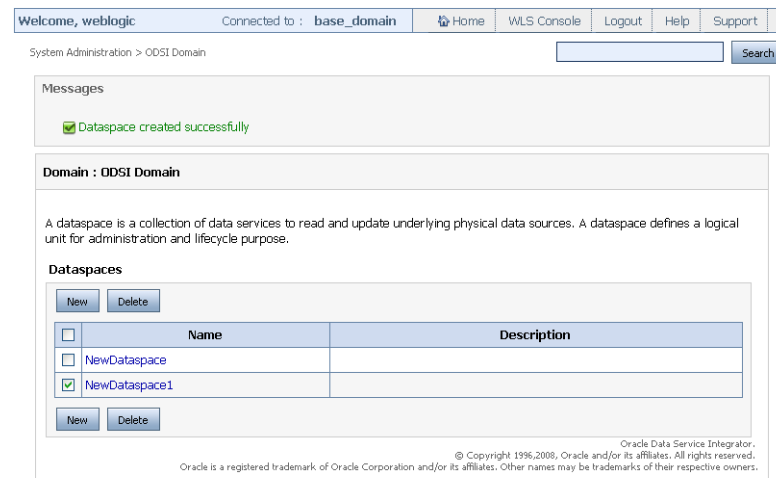 Welcome, weblogic Connected to : base_domain Home WLS Console Logout Help Support
System Administration > ODSI Domain Search
Messages
Dataspace created successfully
Domain : ODSI Domain
A dataspace is a collection of data services to read and update underlying physical data sources. A dataspace defines a logical
unit for administration and lifecycle purpose.
Dataspaces
New Delete
Name Description
NewDataspace
NewDataspace1
New Delete
Oracle Data Service Integrator.
© Copyright 1996,2008, Oracle and/or its affiliates. All rights reserved.
Oracle is a registered trademark of Oracle Corporation and/or its affiliates. Other names may be trademarks of their respective owners.